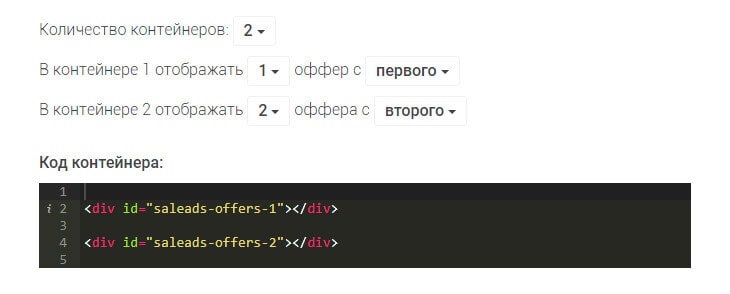 Количество контейнеров: 2
В контейнере 1 отображать 1 оффер с первого
В контейнере 2 отображать 2 оффера с второго
Код контейнера:
1
i 2 <div id="saleads-offers-1"></div>
3
4 <div id="saleads-offers-2"></div>
5